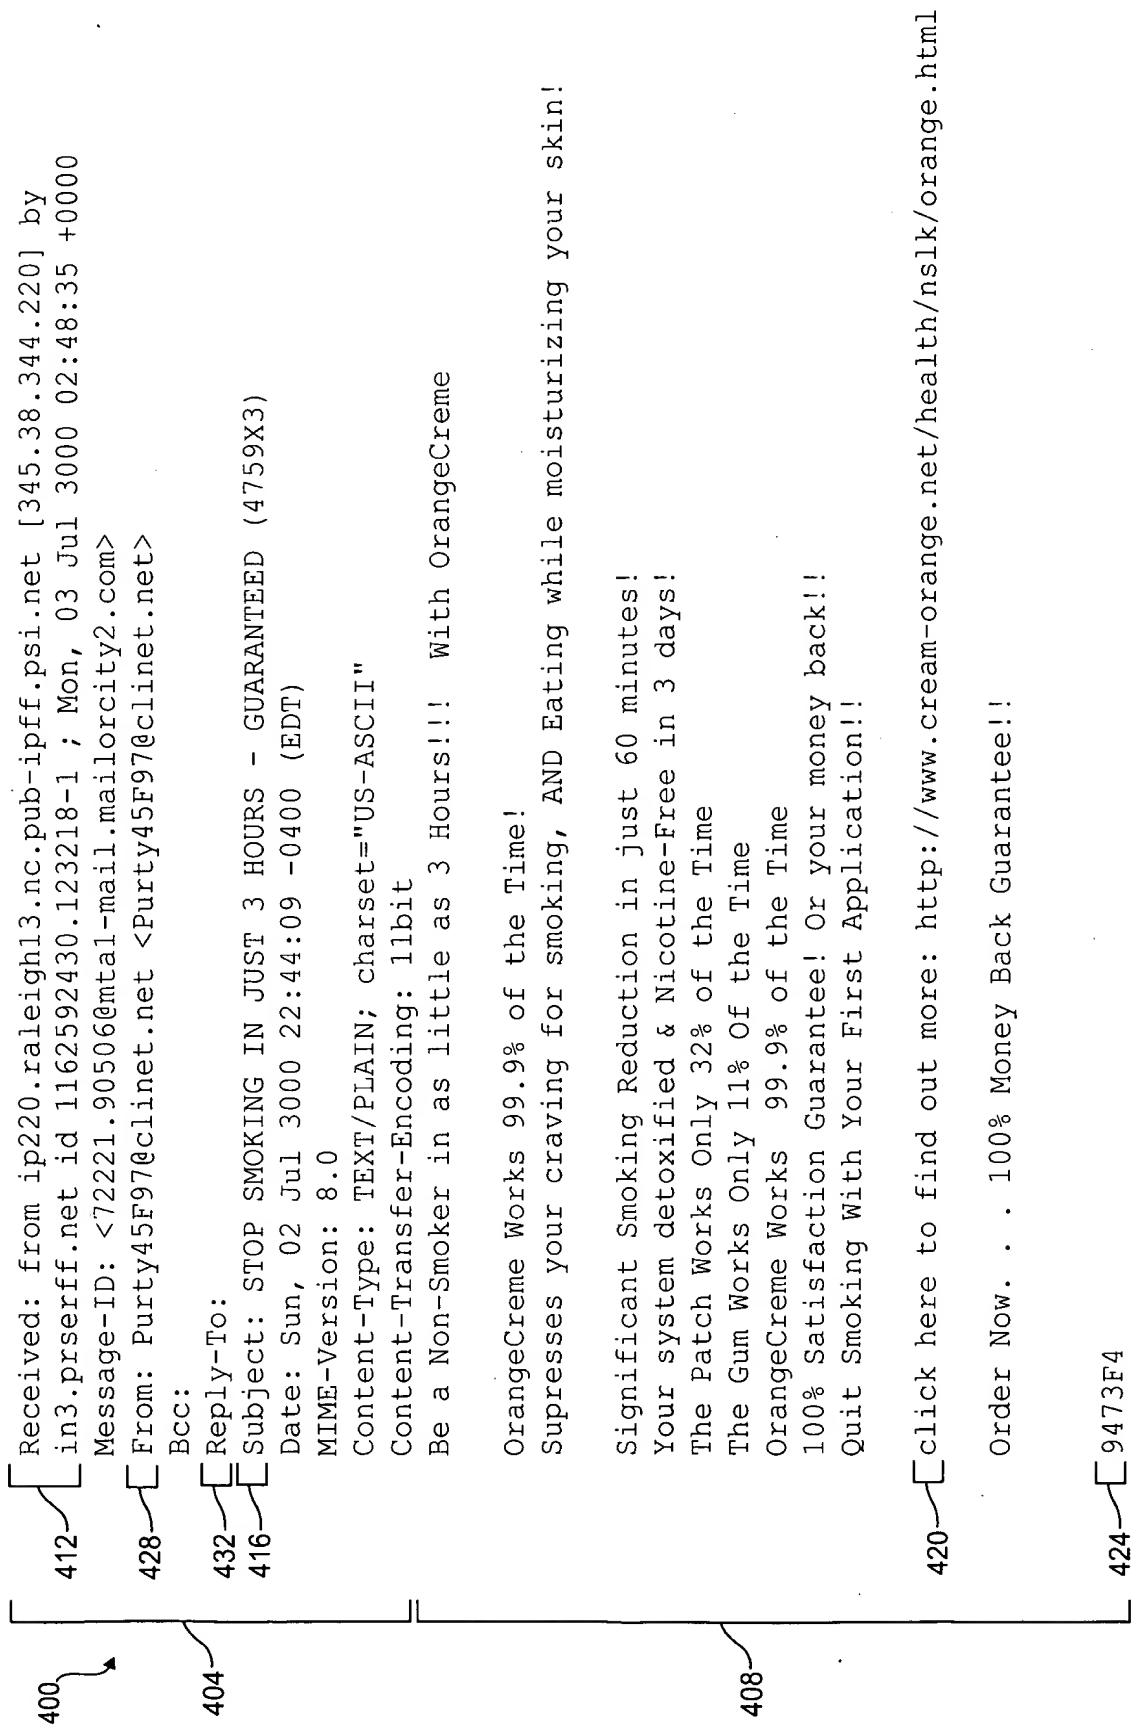 400
404
408
412
428
432
416
420
424
Received: from ip220.raleigh13.nc.pub-ipff.psi.net [345.38.344.220] by
in3.prserff.net id 1162592430.123218-1 ; Mon, 03 Jul 3000 02:48:35 +0000
Message-ID: <72221.90506@mtal-mail.mailorcity2.com>
From: Purty45F97@clinet.net <Purty45F97@clinet.net>
Bcc:
Reply-To:
Subject: STOP SMOKING IN JUST 3 HOURS - GUARANTEED (4759X3)
Date: Sun, 02 Jul 3000 22:44:09 -0400 (EDT)
MIME-Version: 8.0
Content-Type: TEXT/PLAIN; charset="US-ASCII"
Content-Transfer-Encoding: 11bit
Be a Non-Smoker in as little as 3 Hours!!! With OrangeCreme
OrangeCreme Works 99.9% of the Time!
Supresses your craving for smoking, AND Eating while moisturizing your skin!
Significant Smoking Reduction in just 60 minutes!
Your system detoxified & Nicotine-Free in 3 days!
The Patch Works Only 32% of the Time
The Gum Works Only 11% Of the Time
OrangeCreme Works 99.9% of the Time
100% Satisfaction Guarantee! Or your money back!!
Quit Smoking With Your First Application!!
click here to find out more: http://www.cream-orange.net/health/nslk/orange.html
Order Now. . . 100% Money Back Guarantee!!
9473F4